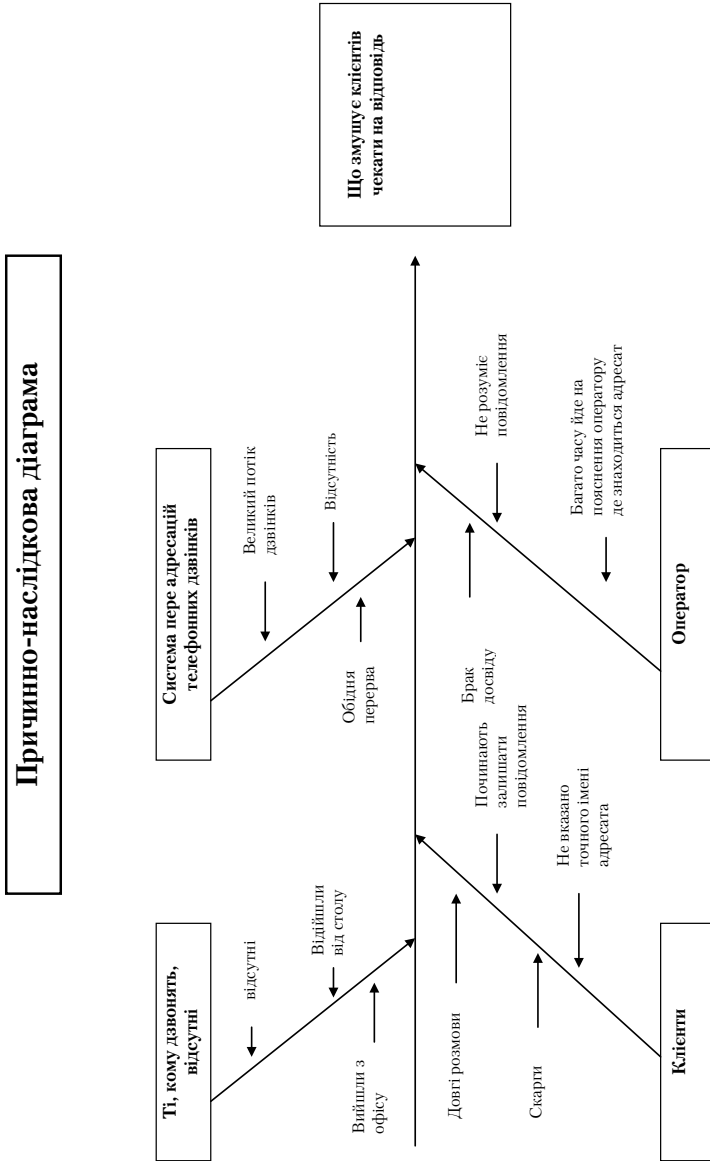 Причинно-наслідкова діаграма
Ті, кому дзвонять,
відсутні
відсутні
Відійшли
від столу
Вийшли з
офісу
Система пере адресацій
телефонних дзвінків
Великий потік
дзвінків
Відсутність
Обідня
перерва
Що змушує клієнтів
чекати на відповідь
Клієнти
Довгі розмови
Починають
залишати
повідомлення
Скарги
Не вказано
точного імені
адресата
Оператор
Брак
досвіду
Не розуміє
повідомлення
Багато часу йде на
пояснення оператору
де знаходиться адресат